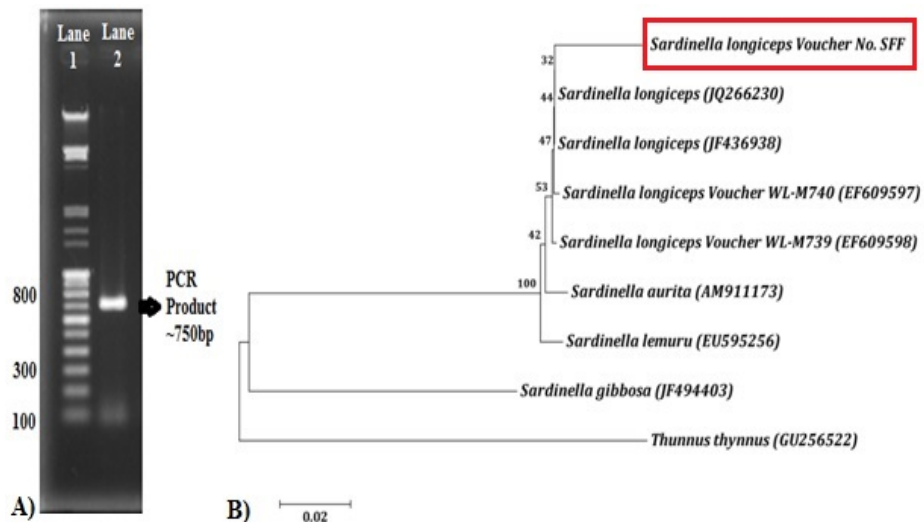 Lane Lane
1 2
800
300
100
PCR
Product
~750bp
A)
Sardinella longiceps Voucher No. SFF
32
Sardinella longiceps (JQ266230)
44
Sardinella longiceps (JF436938)
47
Sardinella longiceps Voucher WL-M740 (EF609597)
53
Sardinella longiceps Voucher WL-M739 (EF609598)
42
Sardinella aurita (AM911173)
100
Sardinella lemuru (EU595256)
Sardinella gibbosa (JF494403)
Thunnus thynnus (GU256522)
B)
0.02